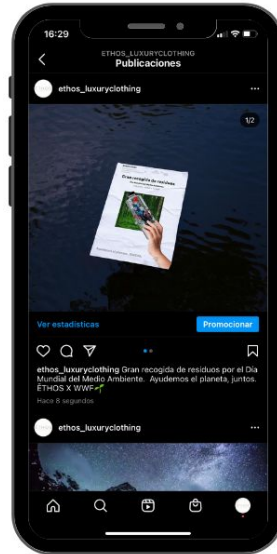 16:29
ETHOS_LUXURYCLOTHING
Publicaciones
ethos_luxuryclothing
1/2
Gran recogida de residuos
Ver estadísticas
Promocionar
ethos_luxuryclothing Gran recogida de residuos por el Día
Mundial del Medio Ambiente. Ayudemos el planeta, juntos.
ÉTHOS X WWF🌱
Hace 8 segundos
ethos_luxuryclothing